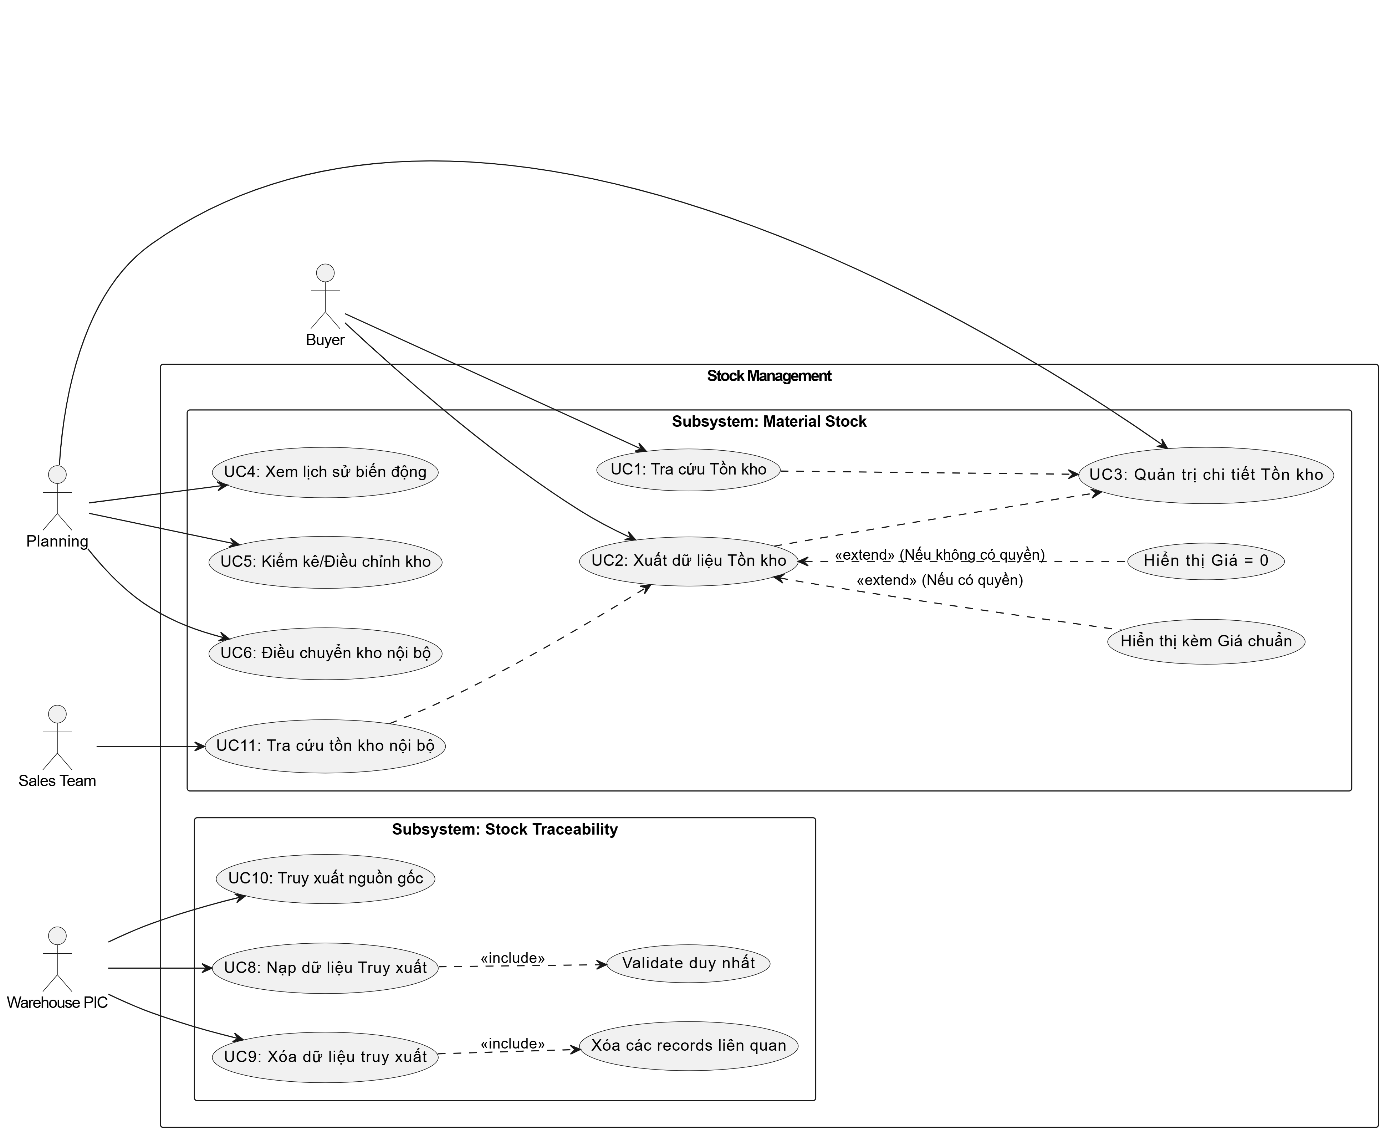 Buyer
Stock Management
Subsystem: Material Stock
UC4: Xem lịch sử biến động
UC1: Tra cứu Tồn kho
UC3: Quản trị chi tiết Tồn kho
Planning
UC5: Kiểm kê/Điều chỉnh kho
UC2: Xuất dữ liệu Tồn kho
«extend» (Nếu không có quyền)
Hiển thị Giá = 0
«extend» (Nếu có quyền)
UC6: Điều chuyển kho nội bộ
Hiển thị kèm Giá chuẩn
UC11: Tra cứu tồn kho nội bộ
Sales Team
Subsystem: Stock Traceability
UC10: Truy xuất nguồn gốc
UC8: Nạp dữ liệu Truy xuất
«include»
Validate duy nhất
Warehouse PIC
UC9: Xóa dữ liệu truy xuất
«include»
Xóa các records liên quan